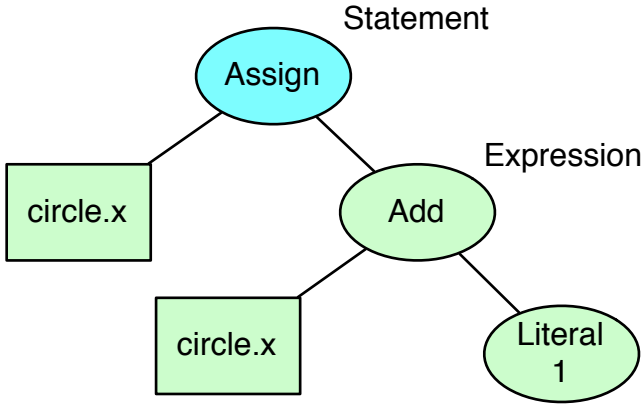 Statement
Assign
Expression
circle.x
Add
circle.x
Literal
1